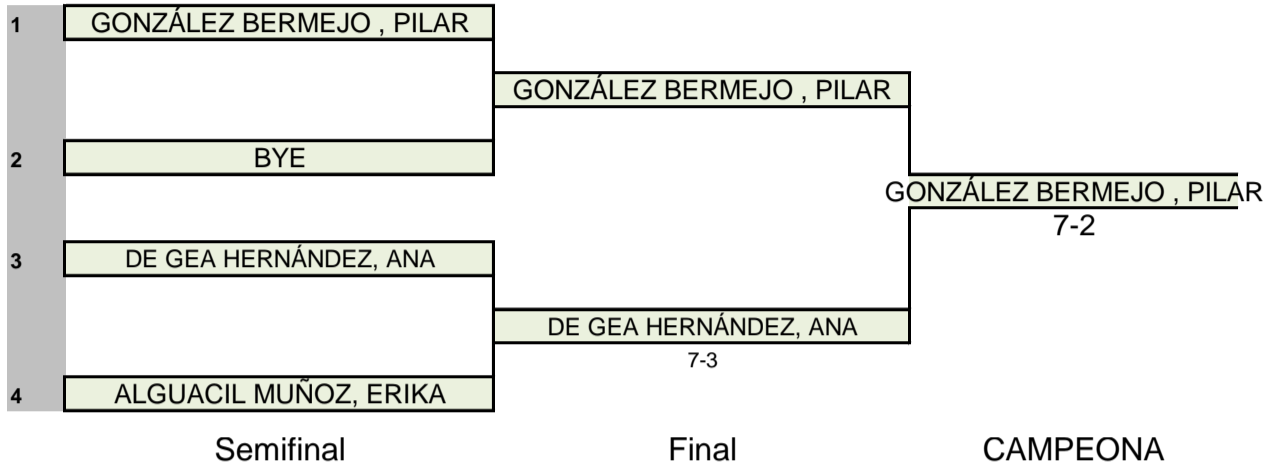 1 GONZÁLEZ BERMEJO , PILAR
GONZÁLEZ BERMEJO , PILAR
2 BYE
GONZÁLEZ BERMEJO , PILAR
7-2
3 DE GEA HERNÁNDEZ, ANA
DE GEA HERNÁNDEZ, ANA
7-3
4 ALGUACIL MUÑOZ, ERIKA
Semifinal Final CAMPEONA